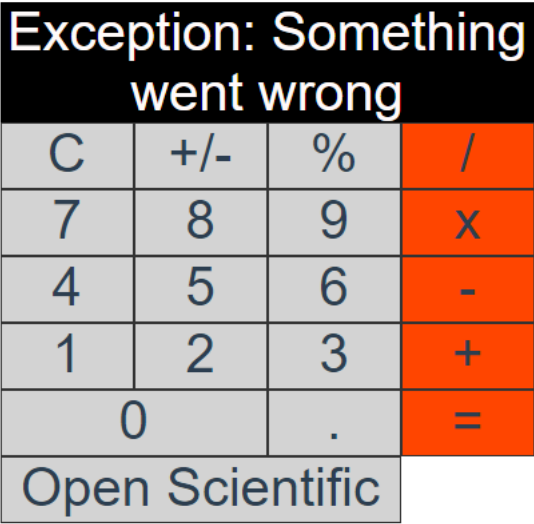 Exception: Something
went wrong
C +/- % /
7 8 9 x
4 5 6 -
1 2 3 +
0 . =
Open Scientific